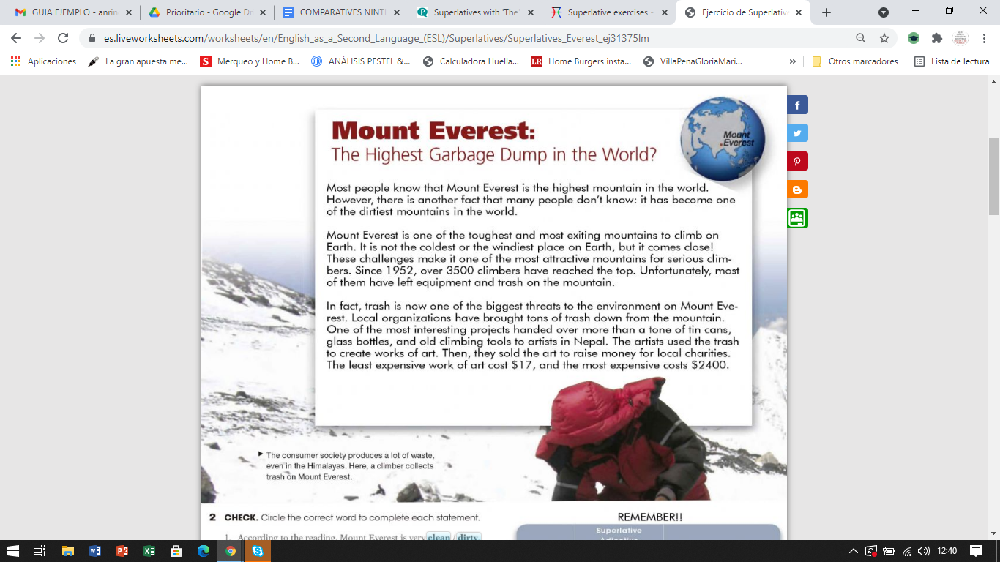 GUIA EJEMPLO - anrin
Prioritario - Google Dr
COMPARATIVES NINTH
Superlatives with 'The'
Superlative exercises -
Ejercicio de Superlativ
es.liveworksheets.com/worksheets/en/English_as_a_Second_Language_(ESL)/Superlatives/Superlatives_Everest_ej31375lm
Aplicaciones
La gran apuesta me...
Merqueo y Home B...
ANÁLISIS PESTEL &...
Calculadora Huella...
LR Home Burgers insta...
VillaPenaGloriaMari...
»
Otros marcadores
Lista de lectura
Mount Everest:
The Highest Garbage Dump in the World?
Mount
Everest
Most people know that Mount Everest is the highest mountain in the world.
However, there is another fact that many people don't know: it has become one
of the dirtiest mountains in the world.
Mount Everest is one of the toughest and most exiting mountains to climb on
Earth. It is not the coldest or the windiest place on Earth, but it comes close!
These challenges make it one of the most attractive mountains for serious clim-
bers. Since 1952, over 3500 climbers have reached the top. Unfortunately, most
of them have left equipment and trash on the mountain.
In fact, trash is now one of the biggest threats to the environment on Mount Eve-
rest. Local organizations have brought tons of trash down from the mountain.
One of the most interesting projects handed over more than a tone of tin cans,
glass bottles, and old climbing tools to artists in Nepal. The artists used the trash
to create works of art. Then, they sold the art to raise money for local charities.
The least expensive work of art cost $17, and the most expensive costs $2400.
The consumer society produces a lot of waste,
even in the Himalayas. Here, a climber collects
trash on Mount Everest.
2 CHECK. Circle the correct word to complete each statement.
1. According to the reading, Mount Everest is very clean / dirty.
REMEMBER!!
Superlative
Adjective
12:40